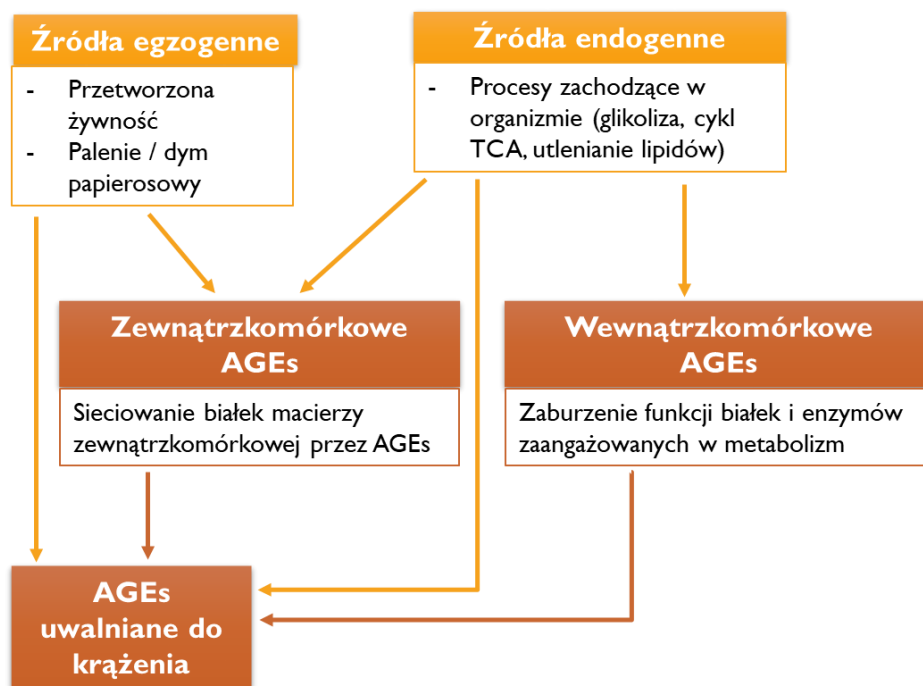 Źródła egzogenne
- Przetworzona
żywność
- Palenie / dym
papierosowy
Źródła endogenne
- Procesy zachodzące w
organizmie (glikoliza, cykl
TCA, utlenianie lipidów)
Zewnątrzkomórkowe
AGEs
Sieciowanie białek macierzy
zewnątrzkomórkowej przez AGEs
Wewnątrzkomórkowe
AGEs
Zaburzenie funkcji białek i enzymów
zaangażowanych w metabolizm
AGEs
uwalniane do
krążenia